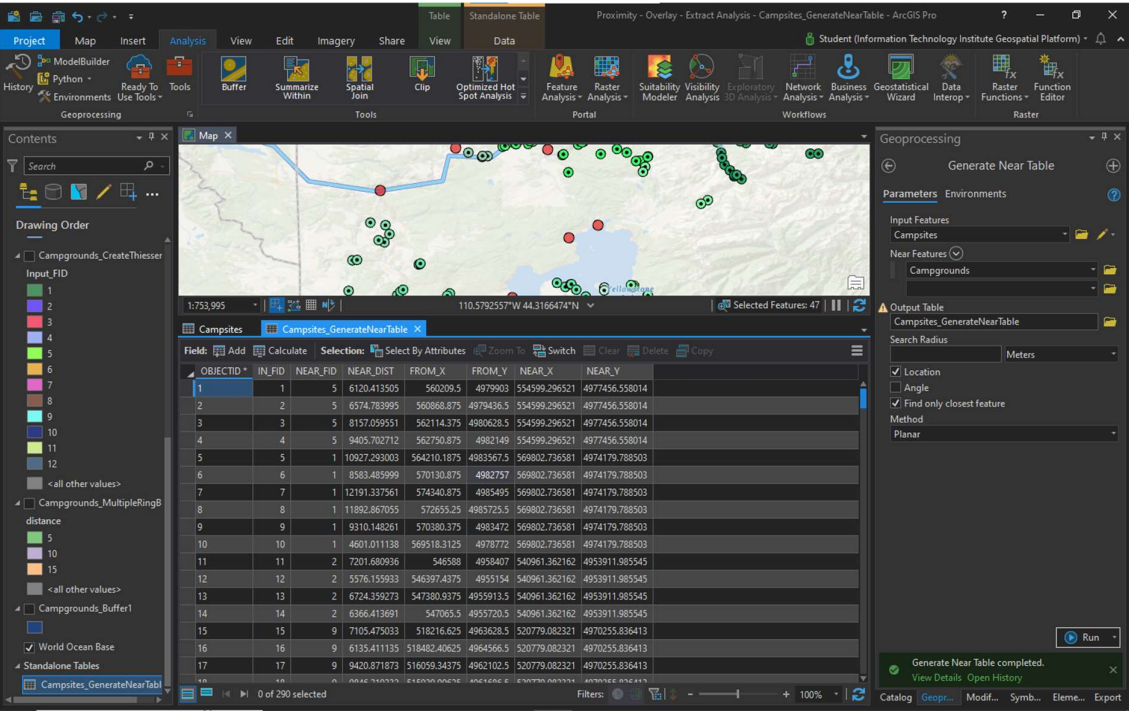 Table
Standalone Table
Proximity - Overlay - Extract Analysis - Campsites_GenerateNearTable - ArcGIS Pro
?
Project Map Insert Analysis View Edit Imagery Share View Data
Student (Information Technology Institute Geospatial Platform)
History
ModelBuilder
Python
Environments
Ready To Use Tools
Tools
Buffer
Summarize Within
Spatial Join
Clip
Optimized Hot Spot Analysis
Feature Analysis
Raster Analysis
Suitability Modeler
Visibility Analysis
Exploratory 3D Analysis
Network Analysis
Business Analysis
Geostatistical Wizard
Data Interop
Raster Functions
Function Editor
Geoprocessing Tools Portal Workflows Raster
Contents
Search
Drawing Order
Campgrounds_CreateThiesser
Input_FID
1
2
3
4
5
6
7
8
9
10
11
12
<all other values>
Campgrounds_MultipleRingB
distance
5
10
15
<all other values>
Campgrounds_Buffer1
World Ocean Base
Standalone Tables
Campsites_GenerateNearTabl
Map
1:753,995
110.5792557°W 44.3166474°N
Selected Features: 47
Campsites
Campsites_GenerateNearTable
Field: Add Calculate Selection: Select By Attributes Zoom To Switch Clear Delete Copy
OBJECTID * IN_FID NEAR_FID NEAR_DIST FROM_X FROM_Y NEAR_X NEAR_Y
1 1 5 6120.413505 560209.5 4979903 554599.296521 4977456.558014
2 2 5 6574.783995 560868.875 4979436.5 554599.296521 4977456.558014
3 3 5 8157.059551 562114.375 4980628.5 554599.296521 4977456.558014
4 4 5 9405.702712 562750.875 4982149 554599.296521 4977456.558014
5 5 1 10927.293003 564210.1875 4983567.5 569802.736581 4974179.788503
6 6 1 8583.485999 570130.875 4982757 569802.736581 4974179.788503
7 7 1 12191.337561 574340.875 4985495 569802.736581 4974179.788503
8 8 1 11892.867055 572655.25 4985725.5 569802.736581 4974179.788503
9 9 1 9310.148261 570380.375 4983472 569802.736581 4974179.788503
10 10 1 4601.011138 569518.3125 4978772 569802.736581 4974179.788503
11 11 2 7201.680936 546588 4958407 540961.362162 4953911.985545
12 12 2 5576.155933 546397.4375 4955154 540961.362162 4953911.985545
13 13 2 6724.359273 547380.9375 4955913.5 540961.362162 4953911.985545
14 14 2 6366.413691 547065.5 4955720.5 540961.362162 4953911.985545
15 15 9 7105.475033 518216.625 4963628.5 520779.082321 4970255.836413
16 16 9 6135.411135 518482.40625 4964566.5 520779.082321 4970255.836413
17 17 9 9420.871873 516059.34375 4962102.5 520779.082321 4970255.836413
0 of 290 selected
Filters:
100%
Geoprocessing
Generate Near Table
Parameters Environments
Input Features
Campsites
Near Features
Campgrounds
Output Table
Campsites_GenerateNearTable
Search Radius
Meters
Location
Angle
Find only closest feature
Method
Planar
Run
Generate Near Table completed.
View Details Open History
Catalog Geopr... Modif... Symb... Eleme... Export